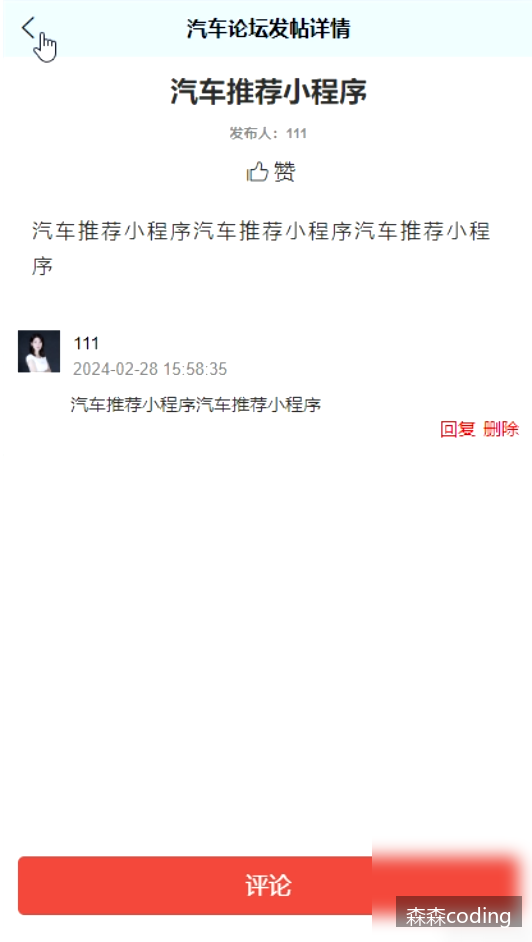 汽车论坛发帖详情
汽车推荐小程序
发布人：111
赞
汽车推荐小程序汽车推荐小程序汽车推荐小程
序
111
2024-02-28 15:58:35
汽车推荐小程序汽车推荐小程序
回复 删除
评论
森森coding